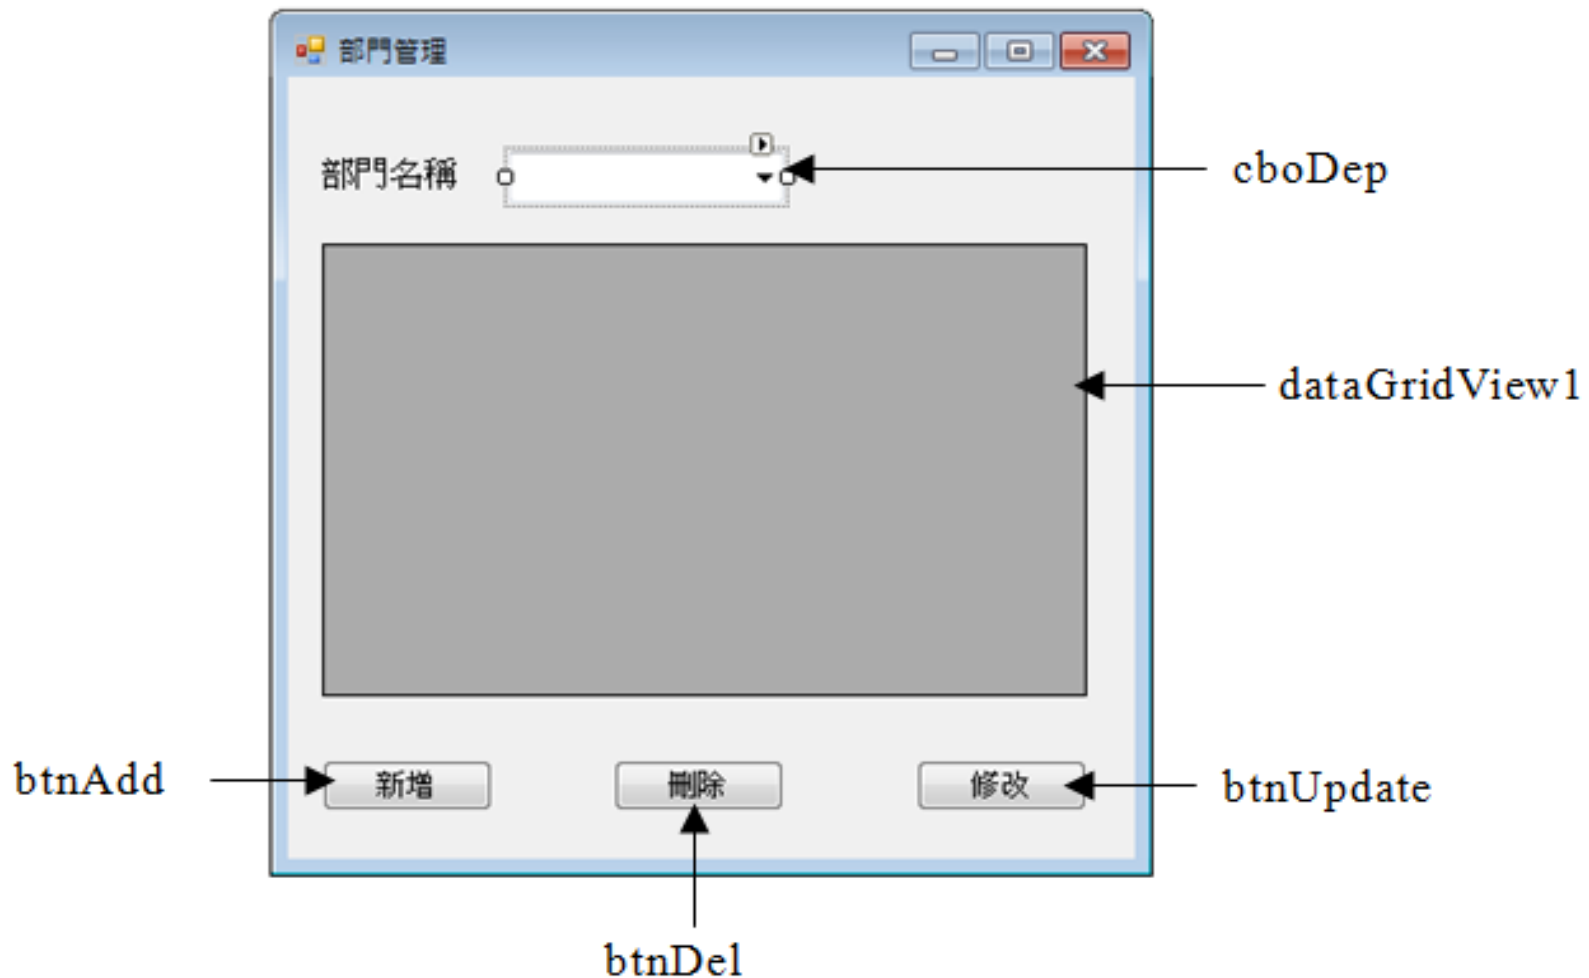 部門管理
部門名稱
cboDep
dataGridView1
btnAdd
新增
刪除
修改
btnUpdate
btnDel